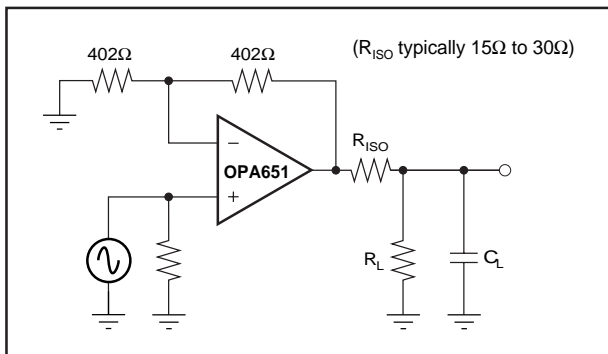 402Ω
402Ω
(R_ISO typically 15Ω to 30Ω)
R_ISO
–
OPA651
+
R_L
C_L